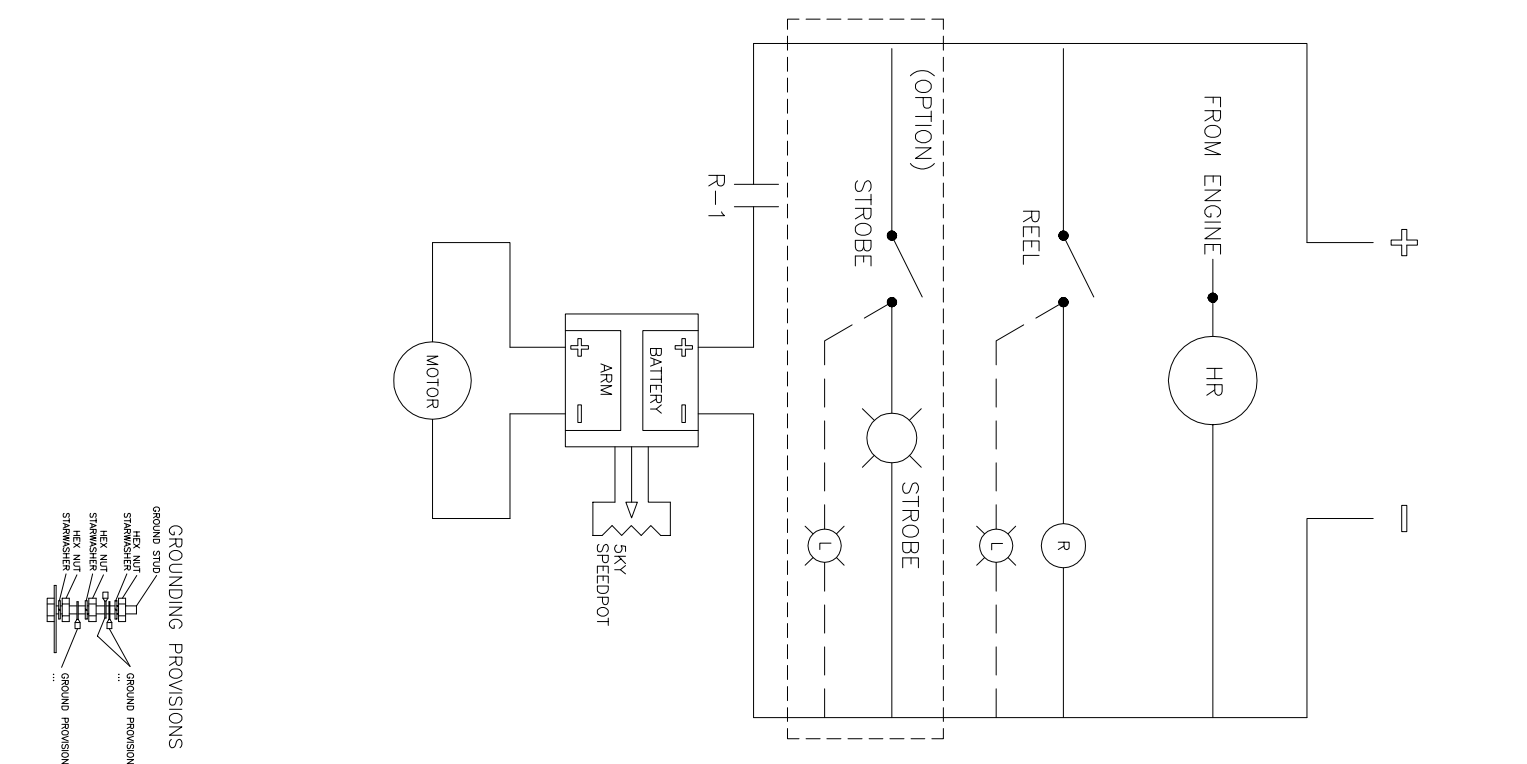 +
−
FROM ENGINE
HR
REEL
R
L
(OPTION)
STROBE
STROBE
L
R-1
+
−
BATTERY
+
−
ARM
MOTOR
5KY
SPEEDPOT
GROUNDING PROVISIONS
GROUND STUD
HEX NUT
STARWASHER
HEX NUT
STARWASHER
HEX NUT
STARWASHER
GROUND PROVISION
...
GROUND PROVISION
...